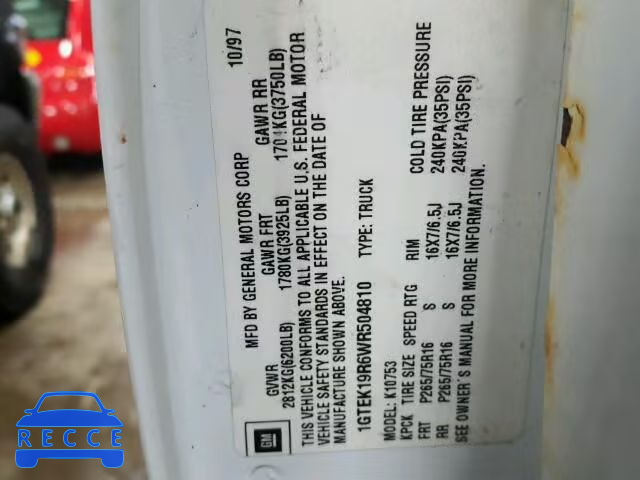 MFD BY GENERAL MOTORS CORP 10/97
GVWR GAWR FRT GAWR RR
2812KG(6200LB) 1780KG(3925LB) 1701KG(3750LB)
THIS VEHICLE CONFORMS TO ALL APPLICABLE U.S. FEDERAL MOTOR
VEHICLE SAFETY STANDARDS IN EFFECT ON THE DATE OF
MANUFACTURE SHOWN ABOVE.
1GTEK19R6WR504810 TYPE: TRUCK
MODEL: K10753
KPCK TIRE SIZE SPEED RTG RIM COLD TIRE PRESSURE
FRT P265/75R16 S 16X7/6.5J 240KPA(35PSI)
RR P265/75R16 S 16X7/6.5J 240KPA(35PSI)
SEE OWNER'S MANUAL FOR MORE INFORMATION.
GM
RECCE